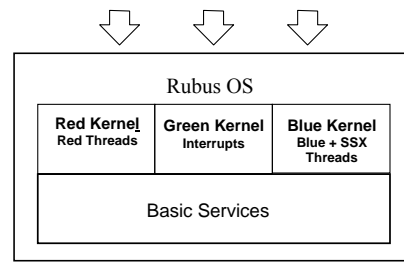 Rubus OS
Red Kernel
Red Threads
Green Kernel
Interrupts
Blue Kernel
Blue + SSX
Threads
Basic Services